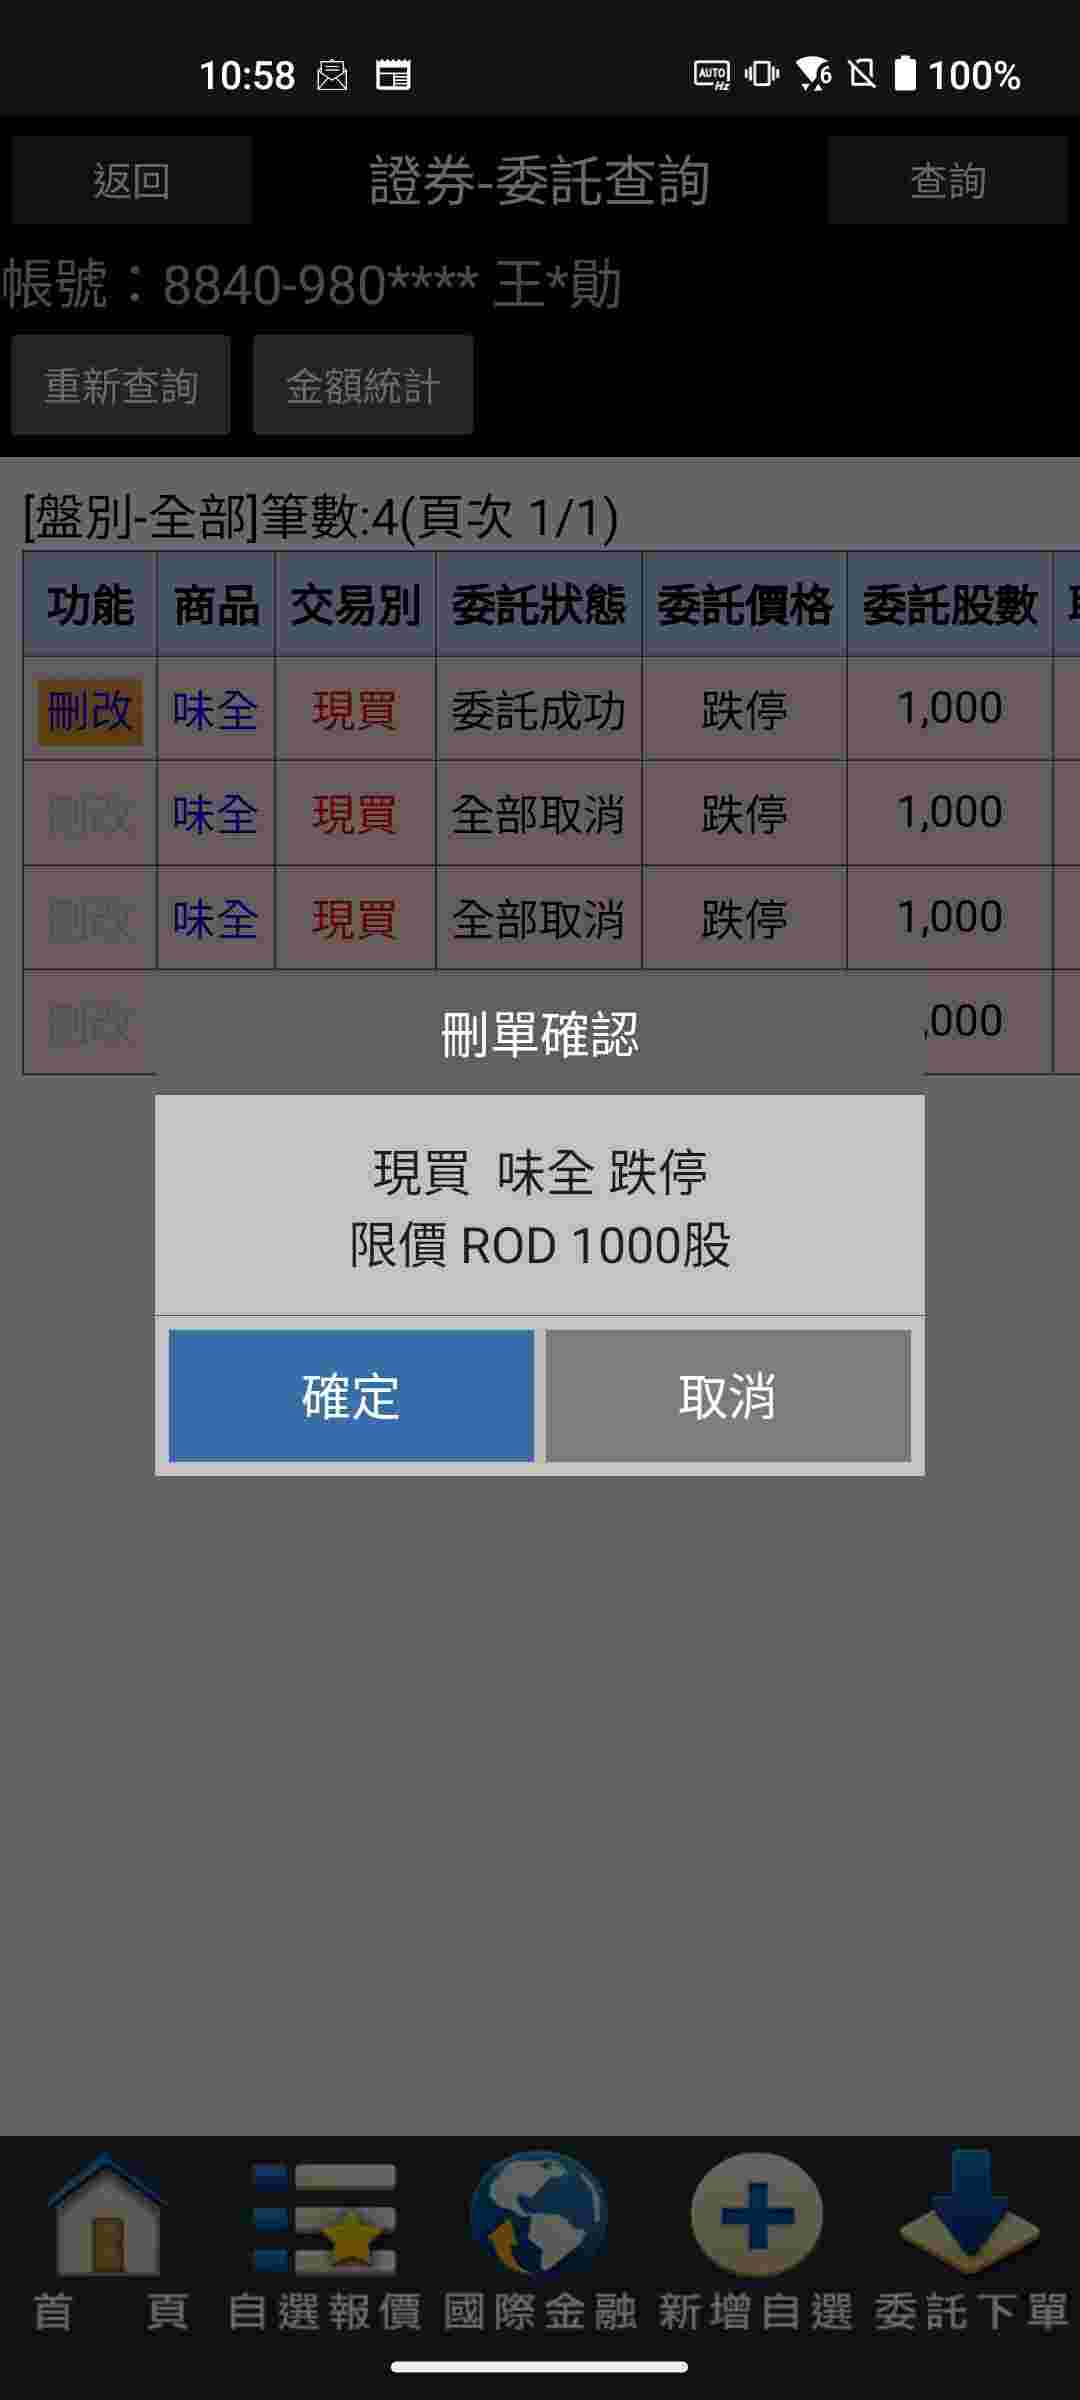 10:58 AUTO Hz 6 100%
返回 證券-委託查詢 查詢
帳號：8840-980**** 王*勛
重新查詢 金額統計
[盤別-全部]筆數:4(頁次 1/1)
功能 商品 交易別 委託狀態 委託價格 委託股數
刪改 味全 現買 委託成功 跌停 1,000
刪改 味全 現買 全部取消 跌停 1,000
刪改 味全 現買 全部取消 跌停 1,000
刪改 ,000
刪單確認
現買 味全 跌停
限價 ROD 1000股
確定 取消
首 頁 自選報價 國際金融 新增自選 委託下單